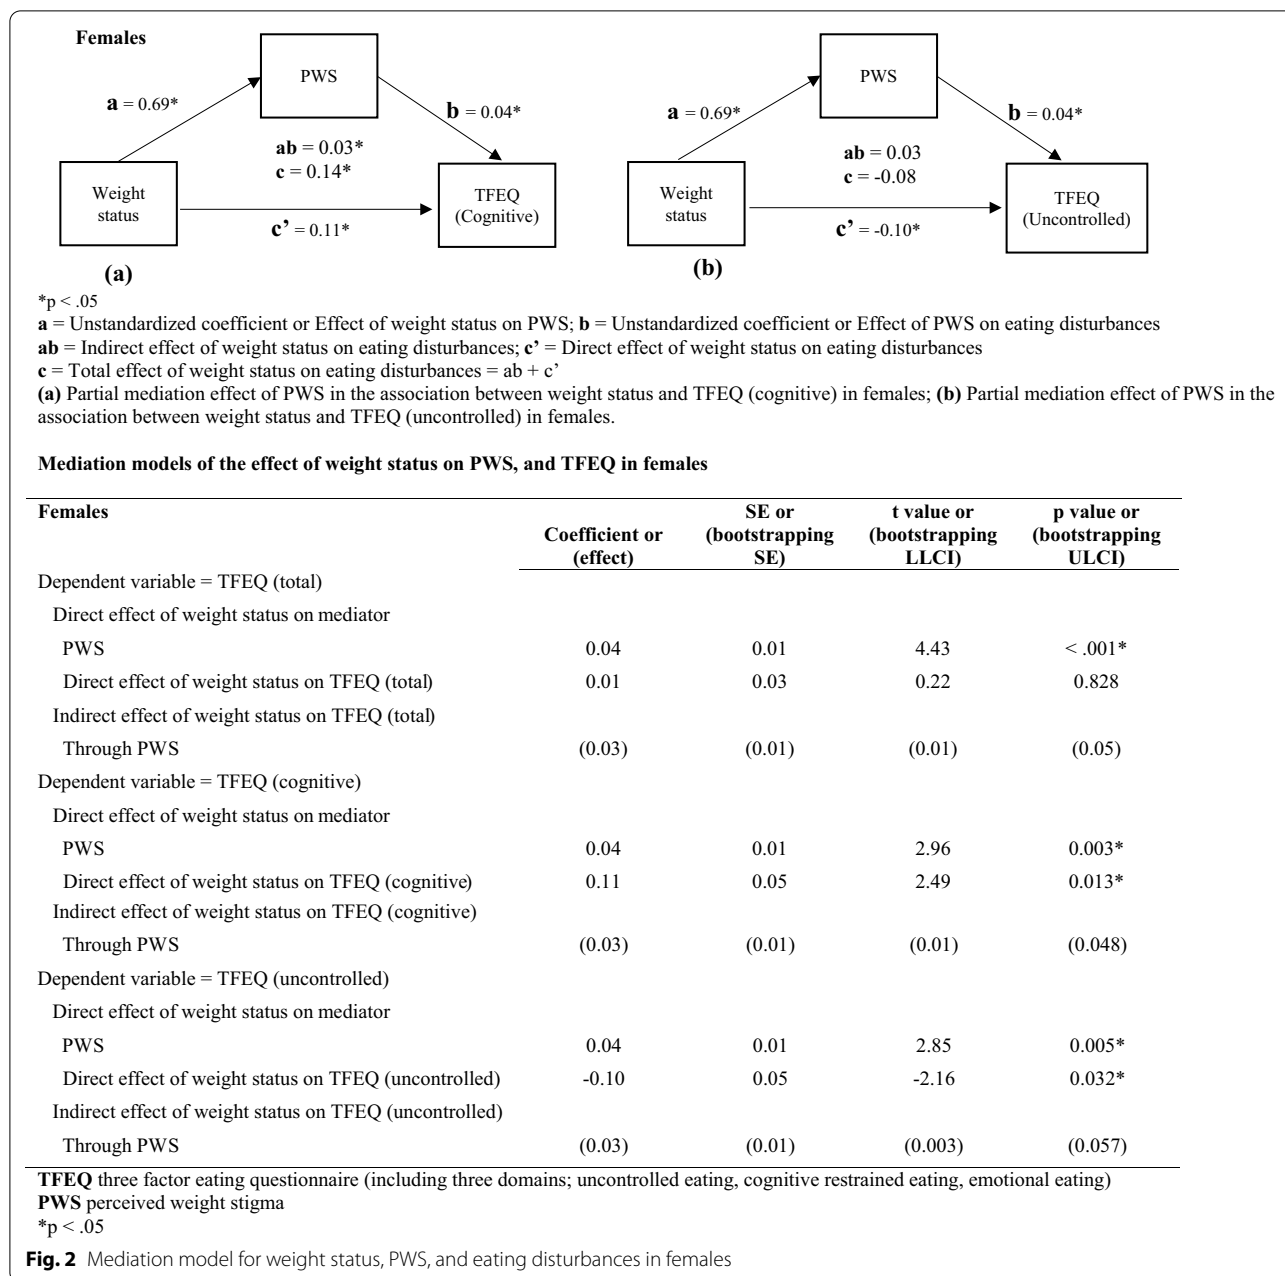 Females
PWS
a = 0.69*
b = 0.04*
ab = 0.03*
c = 0.14*
Weight
status
TFEQ
(Cognitive)
c’ = 0.11*
(a)
PWS
a = 0.69*
b = 0.04*
ab = 0.03
c = -0.08
Weight
status
TFEQ
(Uncontrolled)
c’ = -0.10*
(b)
*p < .05
a = Unstandardized coefficient or Effect of weight status on PWS; b = Unstandardized coefficient or Effect of PWS on eating disturbances
ab = Indirect effect of weight status on eating disturbances; c’ = Direct effect of weight status on eating disturbances
c = Total effect of weight status on eating disturbances = ab + c’
(a) Partial mediation effect of PWS in the association between weight status and TFEQ (cognitive) in females; (b) Partial mediation effect of PWS in the
association between weight status and TFEQ (uncontrolled) in females.
Mediation models of the effect of weight status on PWS, and TFEQ in females
Females
Coefficient or
(effect)
SE or
(bootstrapping
SE)
t value or
(bootstrapping
LLCI)
p value or
(bootstrapping
ULCI)
Dependent variable = TFEQ (total)
Direct effect of weight status on mediator
PWS 0.04 0.01 4.43 < .001*
Direct effect of weight status on TFEQ (total) 0.01 0.03 0.22 0.828
Indirect effect of weight status on TFEQ (total)
Through PWS (0.03) (0.01) (0.01) (0.05)
Dependent variable = TFEQ (cognitive)
Direct effect of weight status on mediator
PWS 0.04 0.01 2.96 0.003*
Direct effect of weight status on TFEQ (cognitive) 0.11 0.05 2.49 0.013*
Indirect effect of weight status on TFEQ (cognitive)
Through PWS (0.03) (0.01) (0.01) (0.048)
Dependent variable = TFEQ (uncontrolled)
Direct effect of weight status on mediator
PWS 0.04 0.01 2.85 0.005*
Direct effect of weight status on TFEQ (uncontrolled) -0.10 0.05 -2.16 0.032*
Indirect effect of weight status on TFEQ (uncontrolled)
Through PWS (0.03) (0.01) (0.003) (0.057)
TFEQ three factor eating questionnaire (including three domains; uncontrolled eating, cognitive restrained eating, emotional eating)
PWS perceived weight stigma
*p < .05
Fig. 2 Mediation model for weight status, PWS, and eating disturbances in females